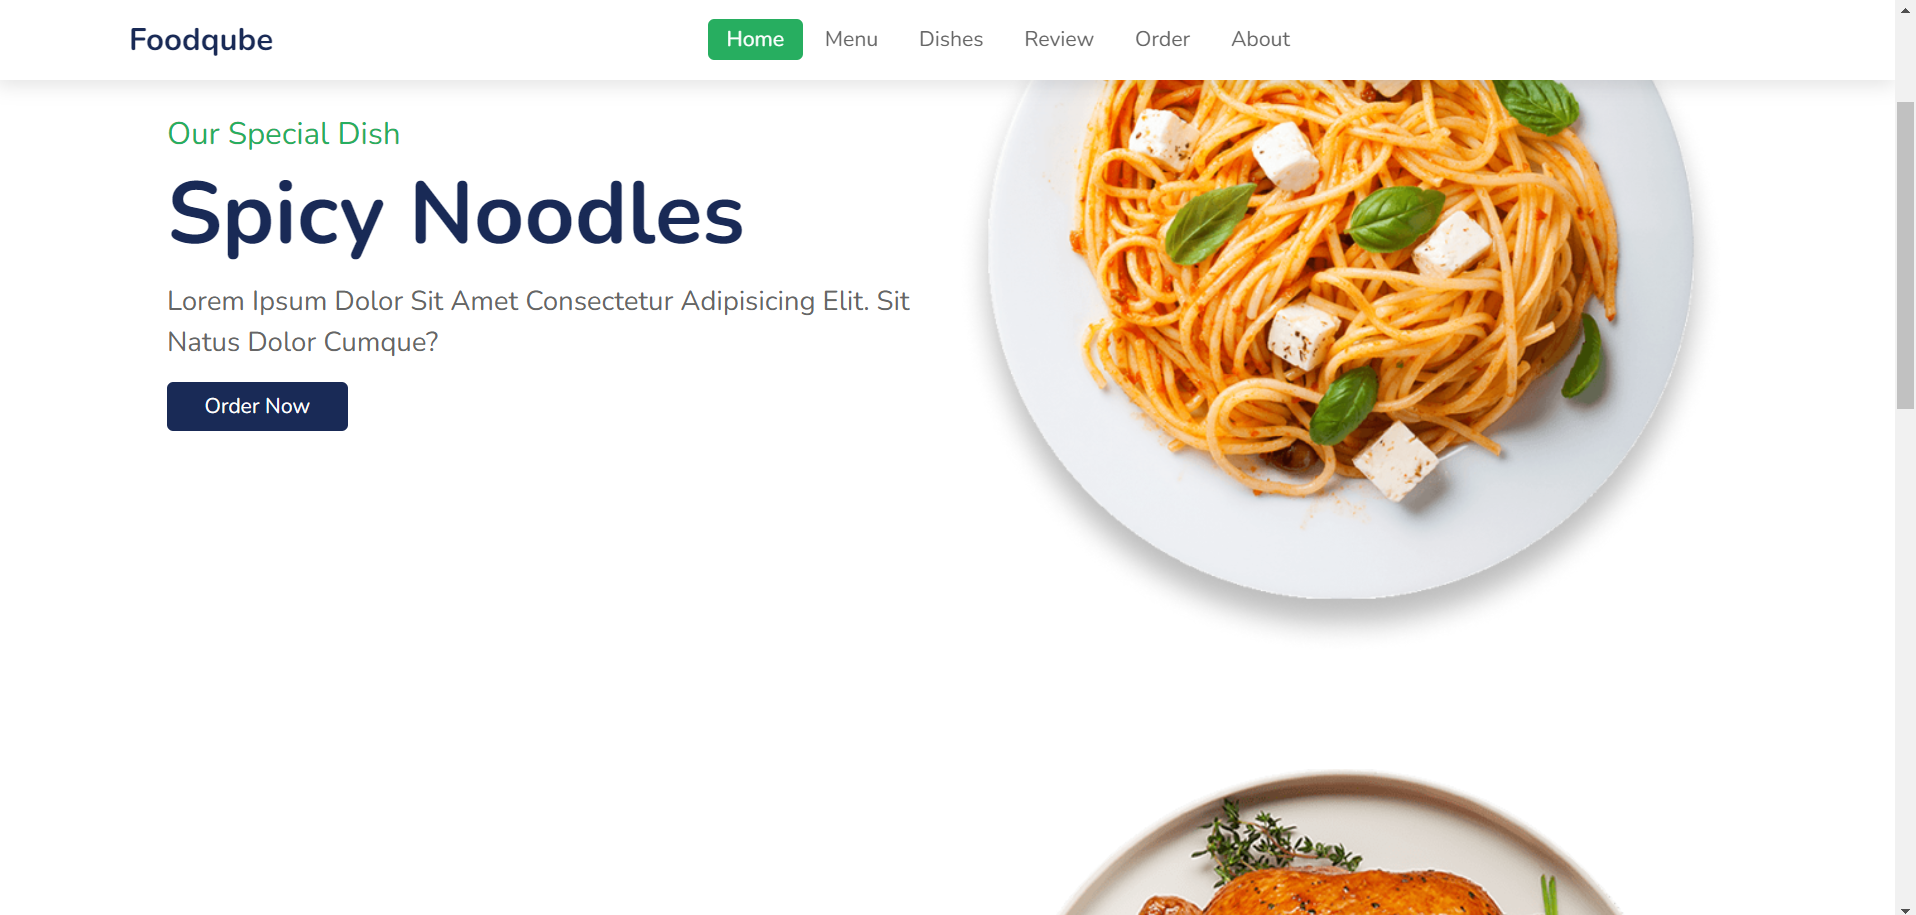 Foodqube
Home
Menu
Dishes
Review
Order
About
Our Special Dish
Spicy Noodles
Lorem Ipsum Dolor Sit Amet Consectetur Adipisicing Elit. Sit
Natus Dolor Cumque?
Order Now